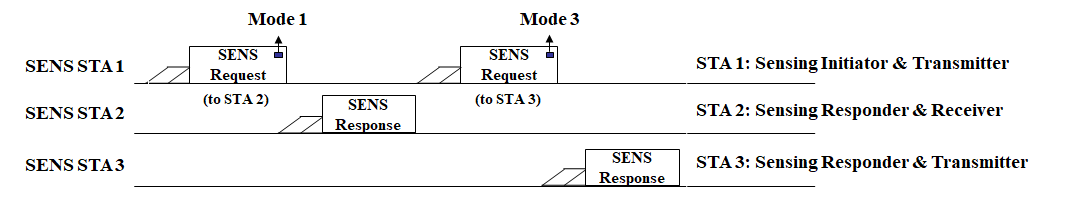 Mode 1
Mode 3
SENS STA 1
SENS
Request
(to STA 2)
SENS
Request
(to STA 3)
STA 1: Sensing Initiator & Transmitter
SENS STA 2
SENS
Response
STA 2: Sensing Responder & Receiver
SENS STA 3
SENS
Response
STA 3: Sensing Responder & Transmitter